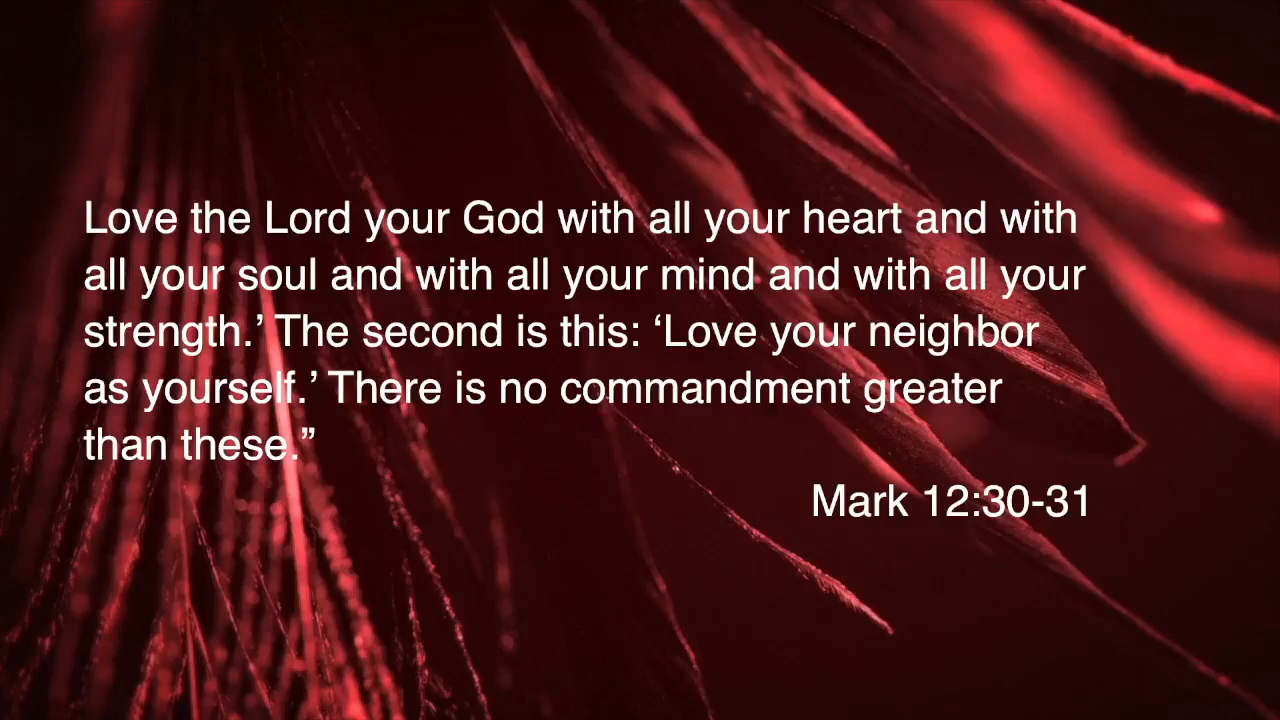 Love the Lord your God with all your heart and with
all your soul and with all your mind and with all your
strength.’ The second is this: ‘Love your neighbor
as yourself.’ There is no commandment greater
than these.”
Mark 12:30-31